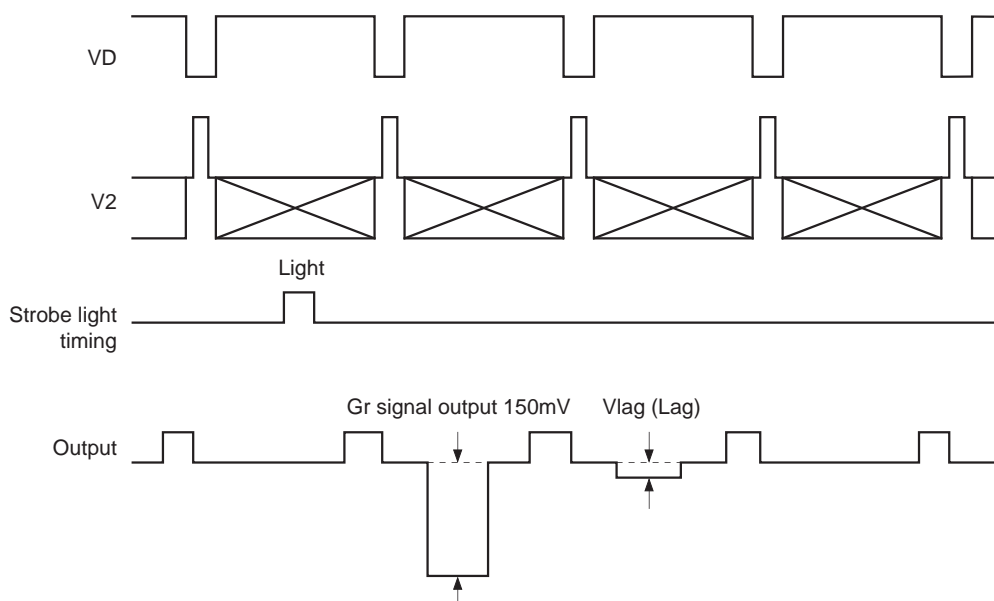 VD
V2
Light
Strobe light
timing
Gr signal output 150mV
Vlag (Lag)
Output